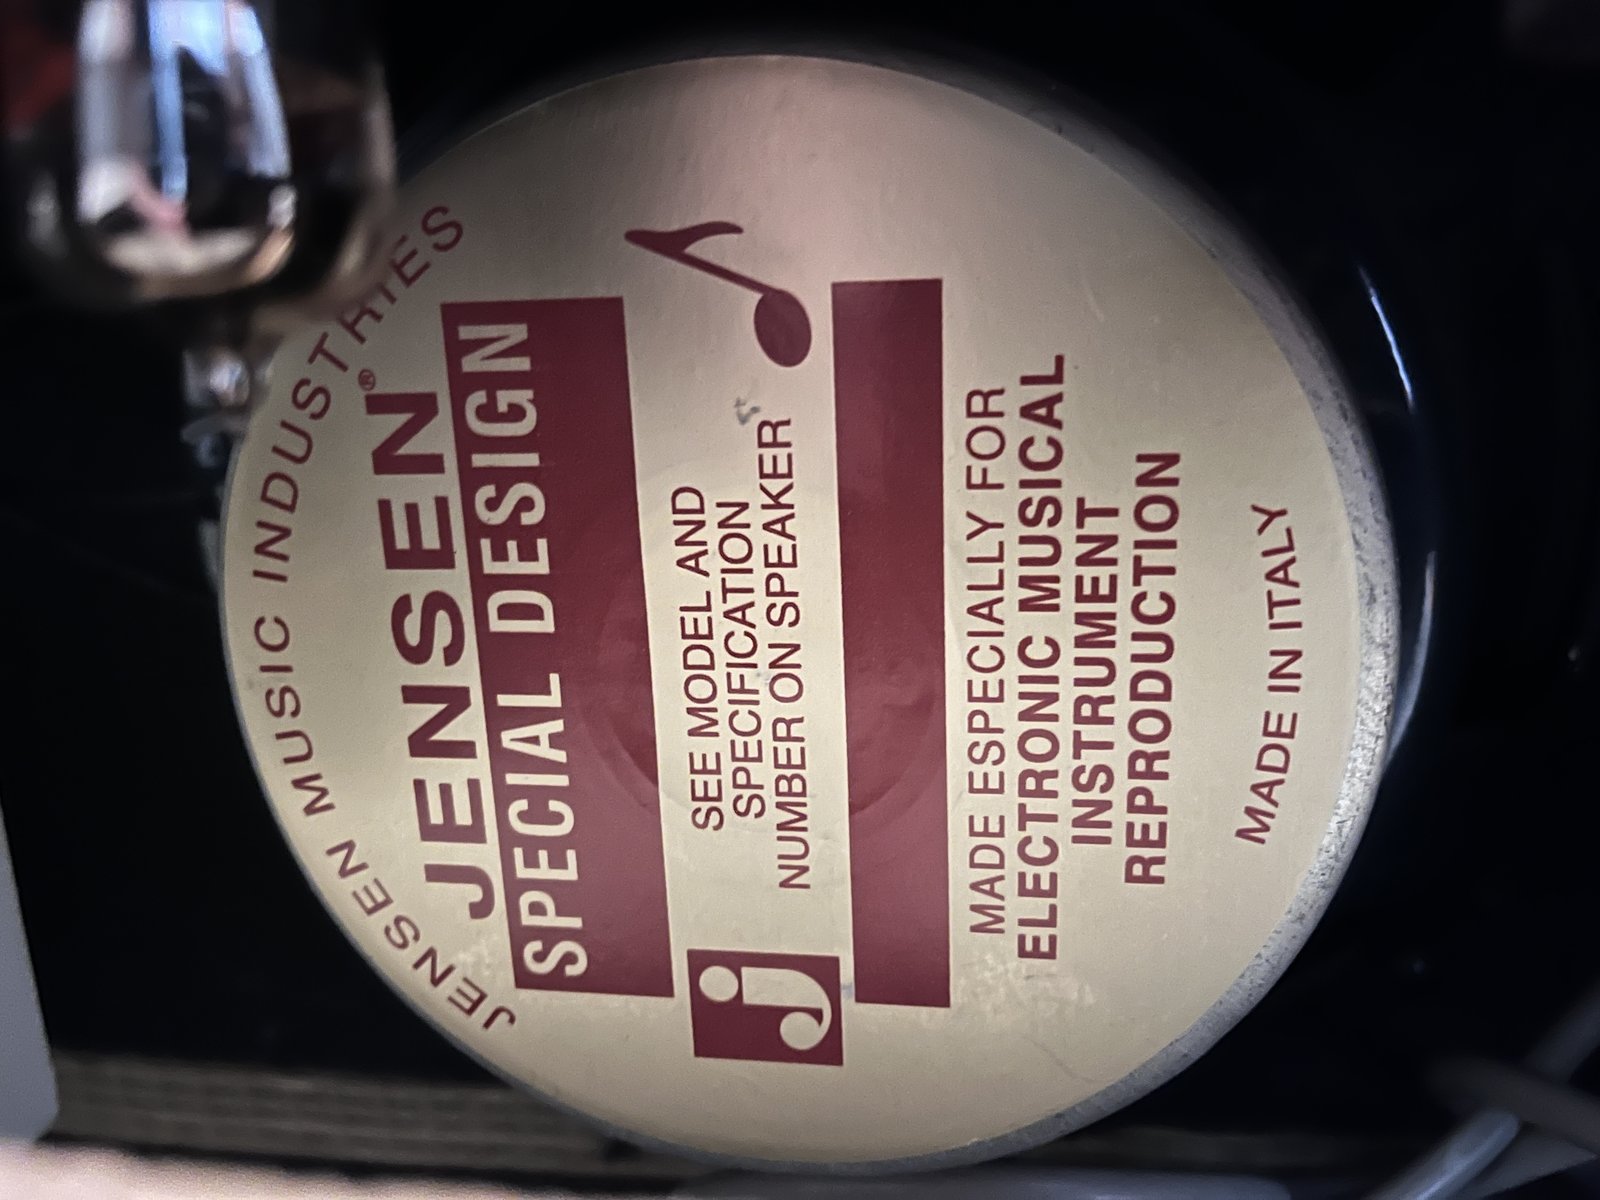 JENSEN MUSIC INDUSTRIES
JENSEN®
SPECIAL DESIGN
SEE MODEL AND
SPECIFICATION
NUMBER ON SPEAKER
j
MADE ESPECIALLY FOR
ELECTRONIC MUSICAL
INSTRUMENT
REPRODUCTION
MADE IN ITALY